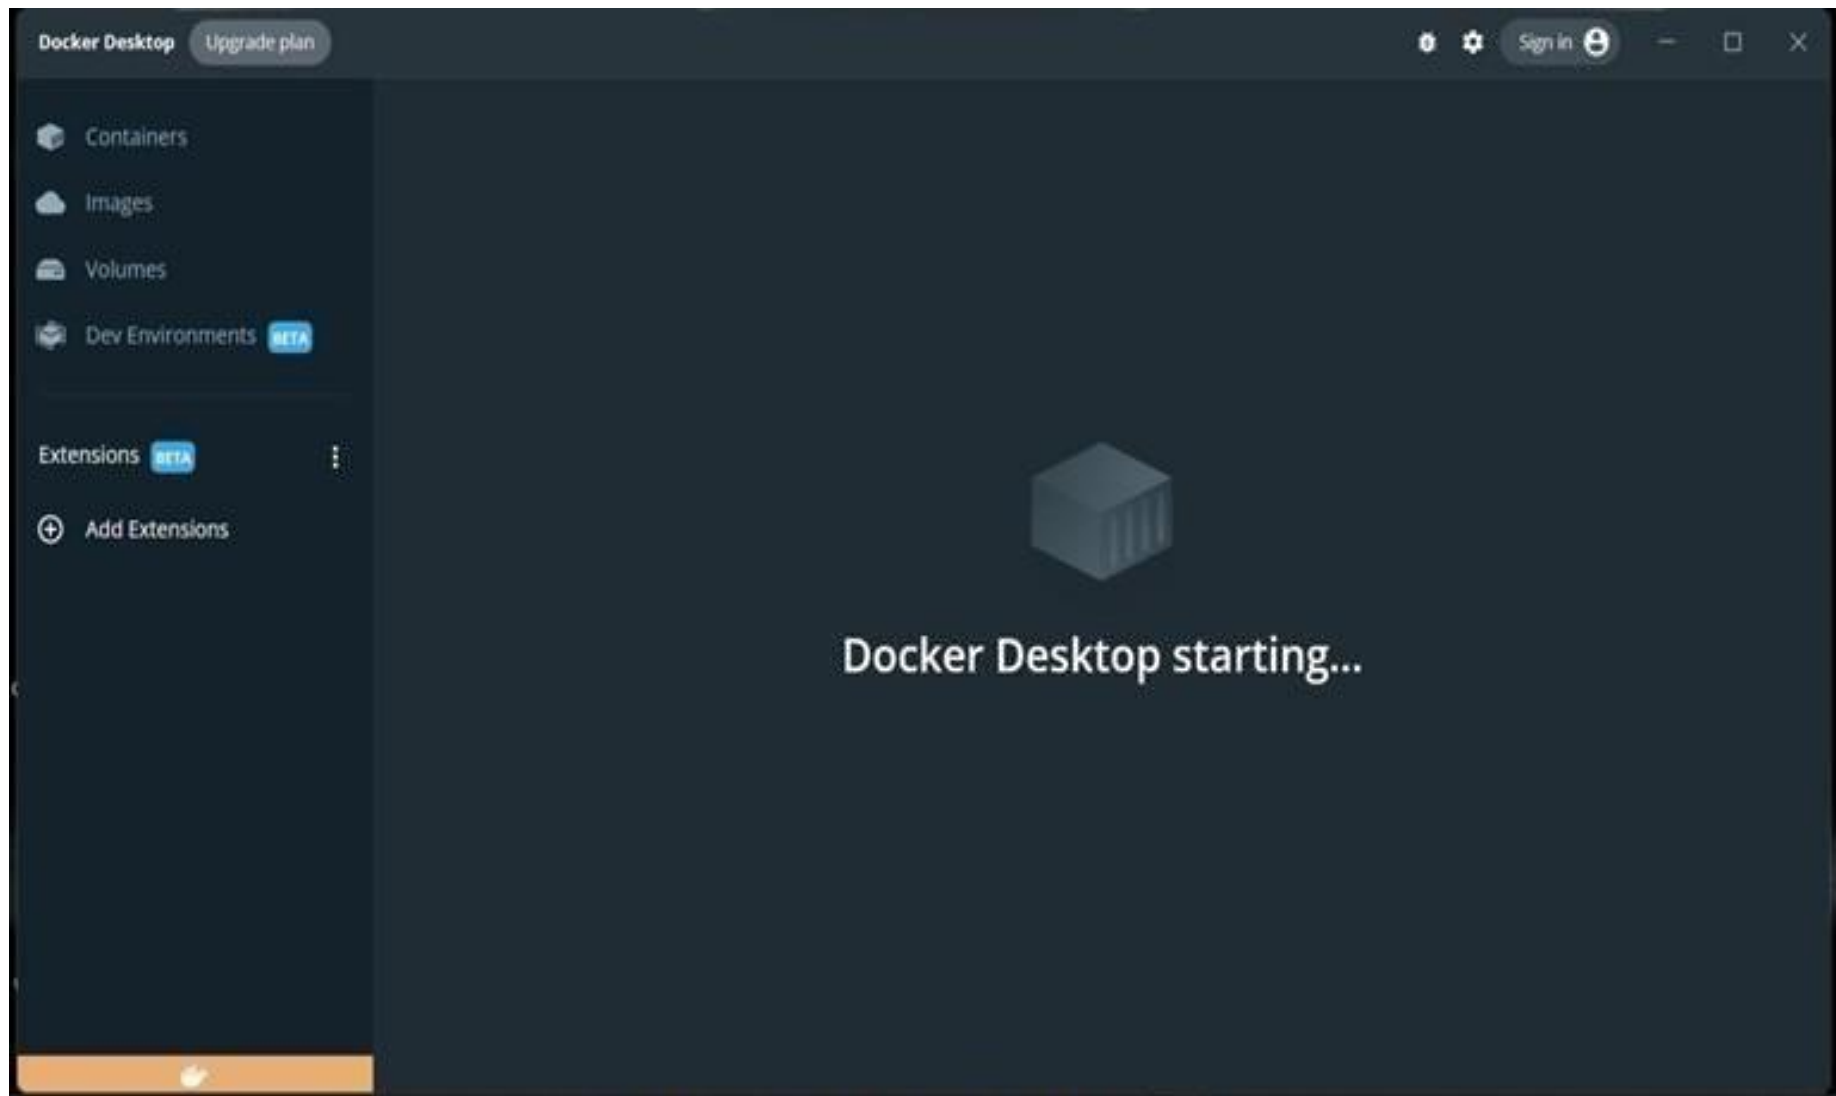 Docker Desktop Upgrade plan Sign in
Containers
Images
Volumes
Dev Environments BETA
Extensions BETA
Add Extensions
Docker Desktop starting...